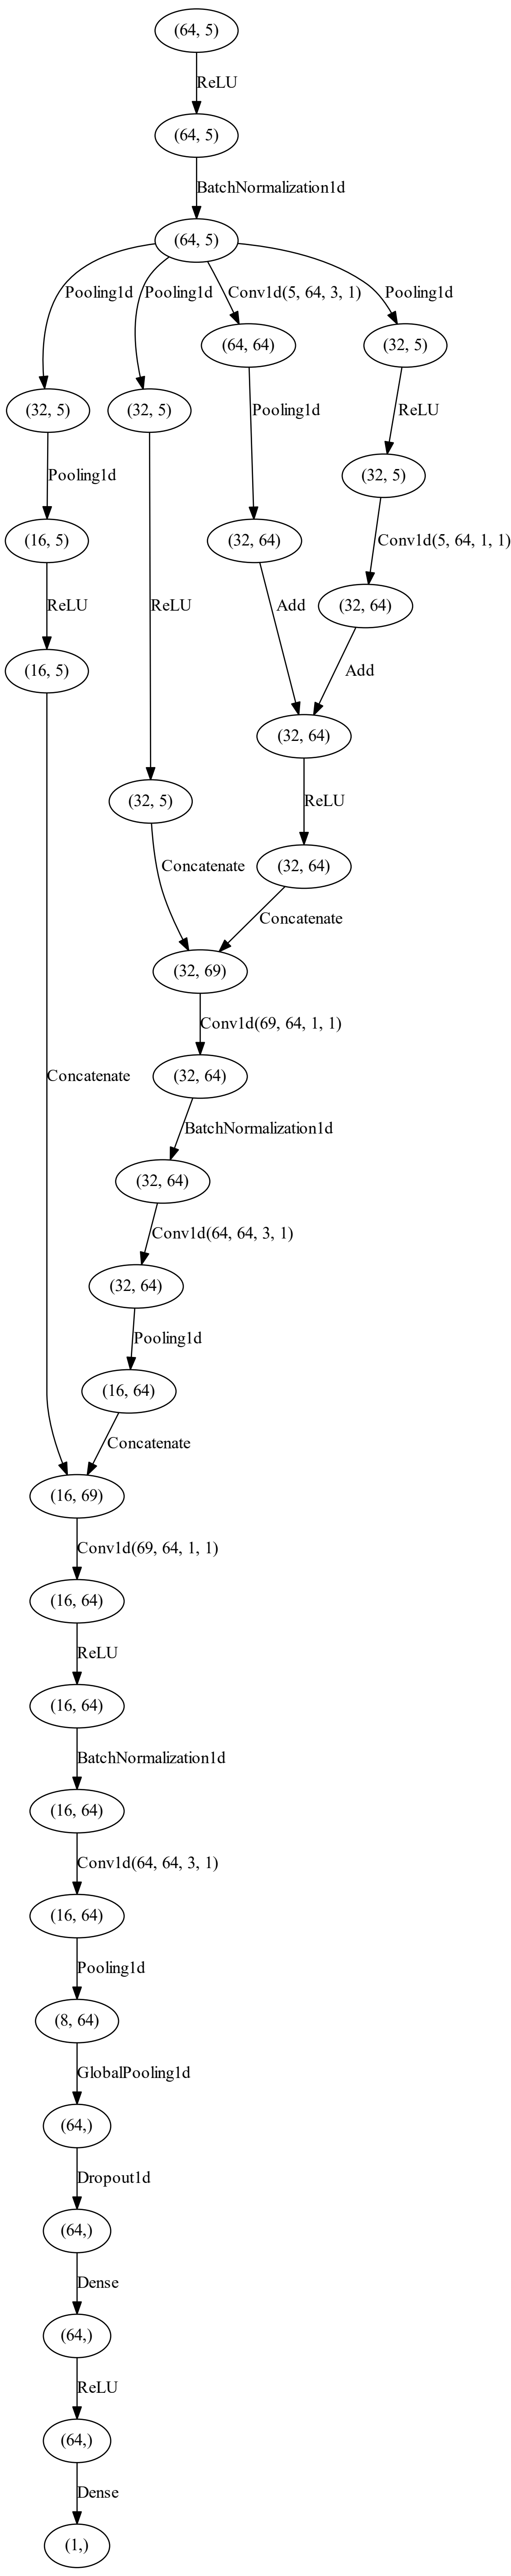 (64, 5)
ReLU
(64, 5)
BatchNormalization1d
(64, 5)
Pooling1d Pooling1d Conv1d(5, 64, 3, 1) Pooling1d
(64, 64) (32, 5)
(32, 5) (32, 5) Pooling1d ReLU
Pooling1d (32, 5)
(16, 5) (32, 64) Conv1d(5, 64, 1, 1)
ReLU ReLU Add (32, 64)
(16, 5) Add
(32, 64)
(32, 5) ReLU
Concatenate (32, 64)
Concatenate
(32, 69)
Conv1d(69, 64, 1, 1)
Concatenate (32, 64)
BatchNormalization1d
(32, 64)
Conv1d(64, 64, 3, 1)
(32, 64)
Pooling1d
(16, 64)
Concatenate
(16, 69)
Conv1d(69, 64, 1, 1)
(16, 64)
ReLU
(16, 64)
BatchNormalization1d
(16, 64)
Conv1d(64, 64, 3, 1)
(16, 64)
Pooling1d
(8, 64)
GlobalPooling1d
(64,)
Dropout1d
(64,)
Dense
(64,)
ReLU
(64,)
Dense
(1,)